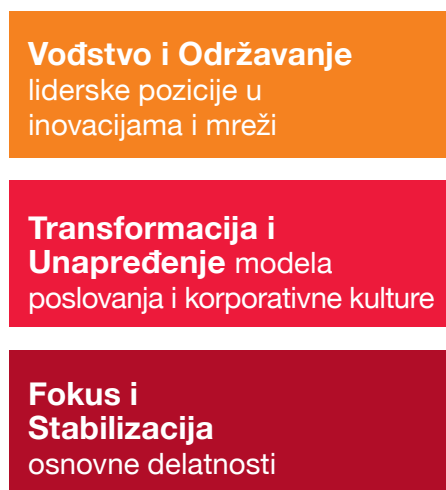 Vođstvo i Održavanje
liderske pozicije u
inovacijama i mreži
Transformacija i
Unapređenje modela
poslovanja i korporativne kulture
Fokus i
Stabilizacija
osnovne delatnosti